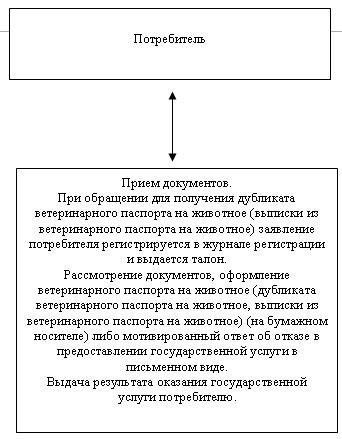 Потребитель
Прием документов.
При обращении для получения дубликата
ветеринарного паспорта на животное (выписки из
ветеринарного паспорта на животное) заявление
потребителя регистрируется в журнале регистрации
и выдается талон.
Рассмотрение документов, оформление
ветеринарного паспорта на животное (дубликата
ветеринарного паспорта на животное, выписки из
ветеринарного паспорта на животное) (на бумажном
носителе) либо мотивированный ответ об отказе в
предоставлении государственной услуги в
письменном виде.
Выдача результата оказания государственной
услуги потребителю.